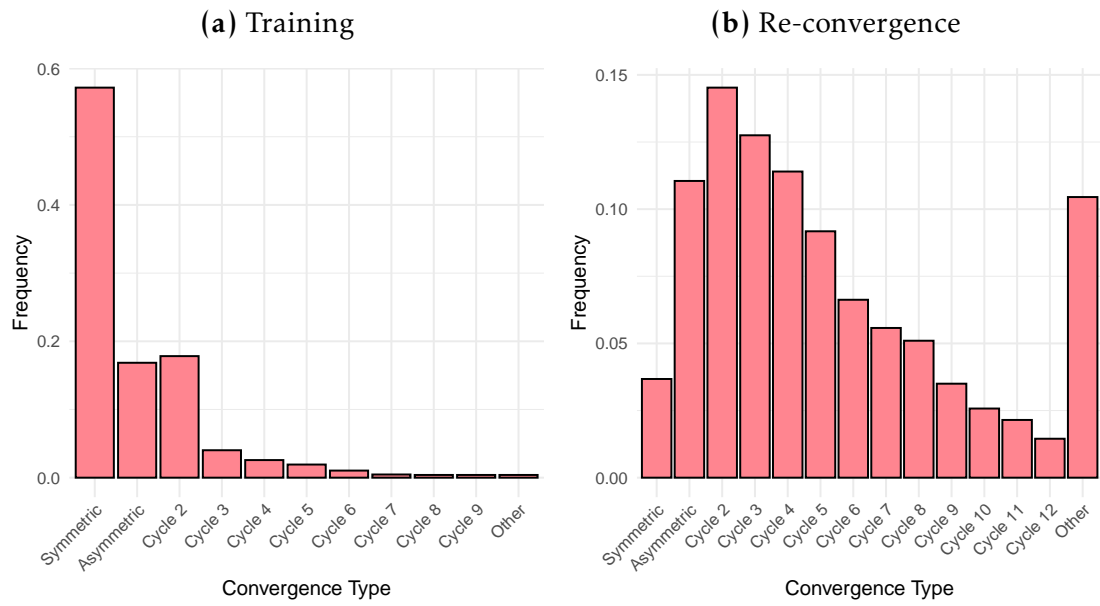 (a) Training
0.6
0.4
0.2
0.0
Frequency
Symmetric
Asymmetric
Cycle 2
Cycle 3
Cycle 4
Cycle 5
Cycle 6
Cycle 7
Cycle 8
Cycle 9
Other
Convergence Type
(b) Re-convergence
0.15
0.10
0.05
0.00
Frequency
Symmetric
Asymmetric
Cycle 2
Cycle 3
Cycle 4
Cycle 5
Cycle 6
Cycle 7
Cycle 8
Cycle 9
Cycle 10
Cycle 11
Cycle 12
Other
Convergence Type